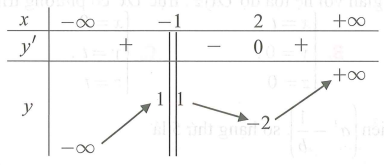 x −∞ −1 2 +∞
y' + − 0 +
+∞
y 1 1
−2
−∞